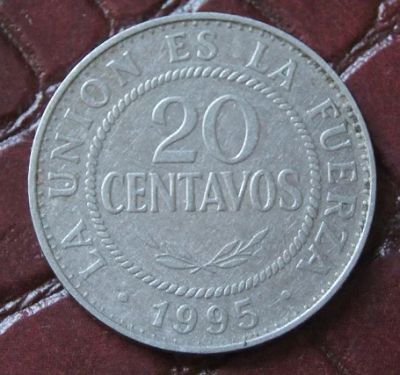 LA UNION ES LA FUERZA
20
CENTAVOS
1995